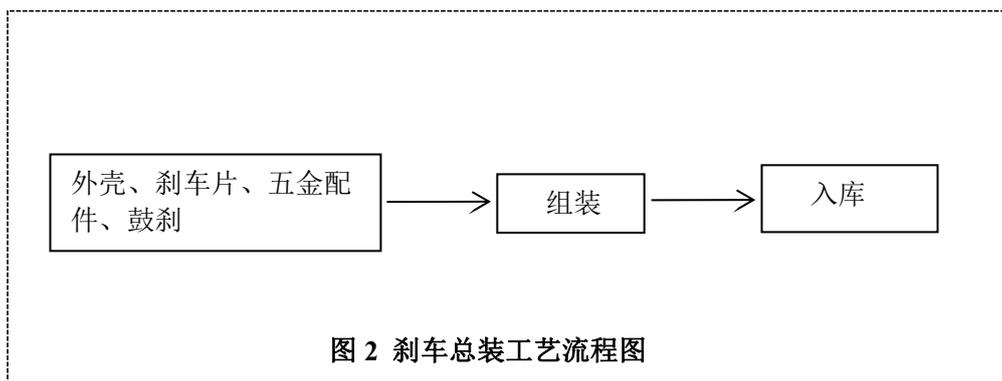 外壳、刹车片、五金配
件、鼓刹
组装
入库
图 2 刹车总装工艺流程图